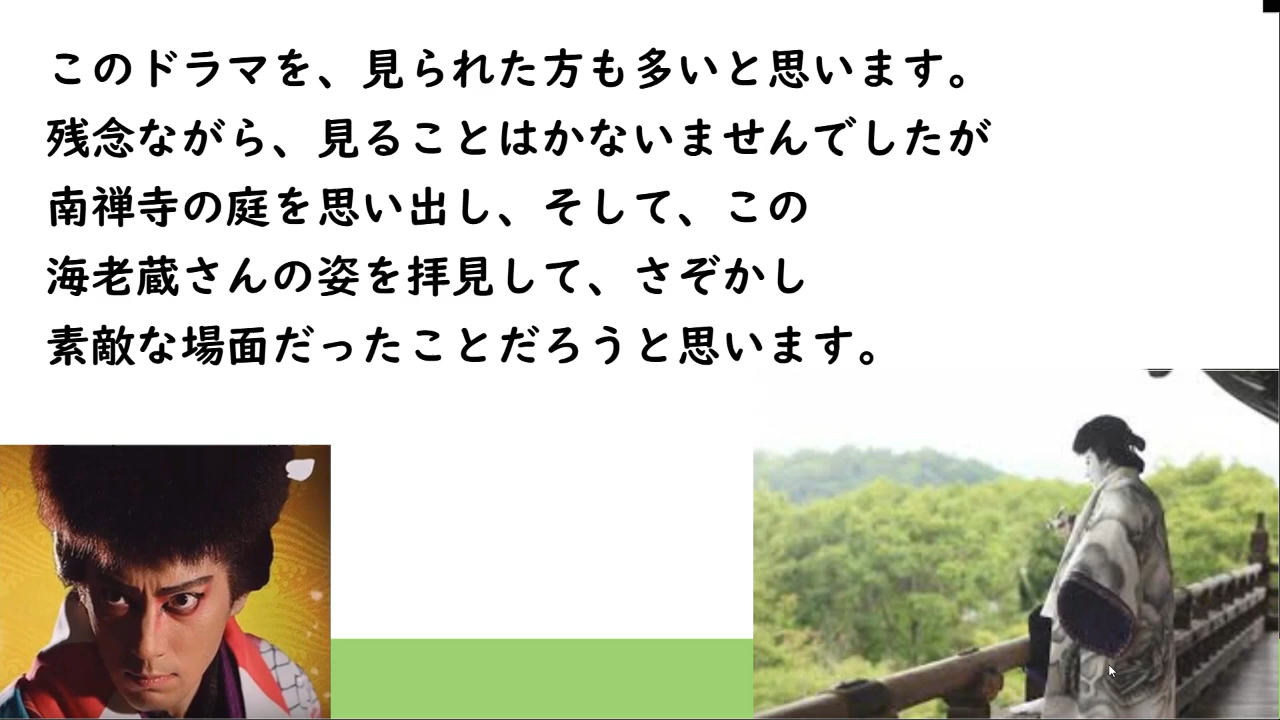 このドラマを、見られた方も多いと思います。
残念ながら、見ることはかないませんでしたが
南禅寺の庭を思い出し、そして、この
海老蔵さんの姿を拝見して、さぞかし
素敵な場面だったことだろうと思います。